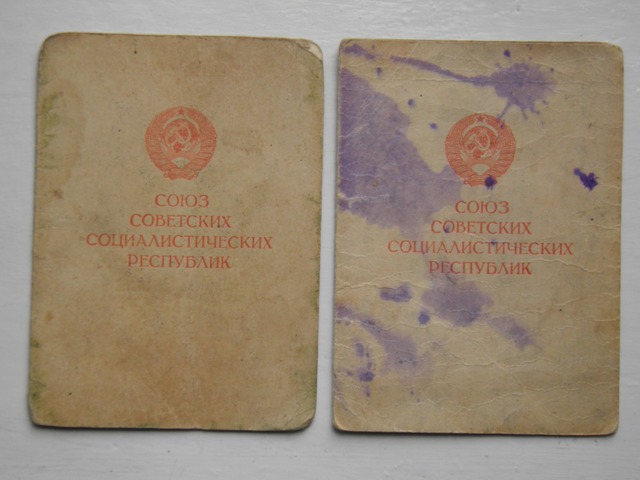 СОЮЗ
СОВЕТСКИХ
СОЦИАЛИСТИЧЕСКИХ
РЕСПУБЛИК
СОЮЗ
СОВЕТСКИХ
СОЦИАЛИСТИЧЕСКИХ
РЕСПУБЛИК